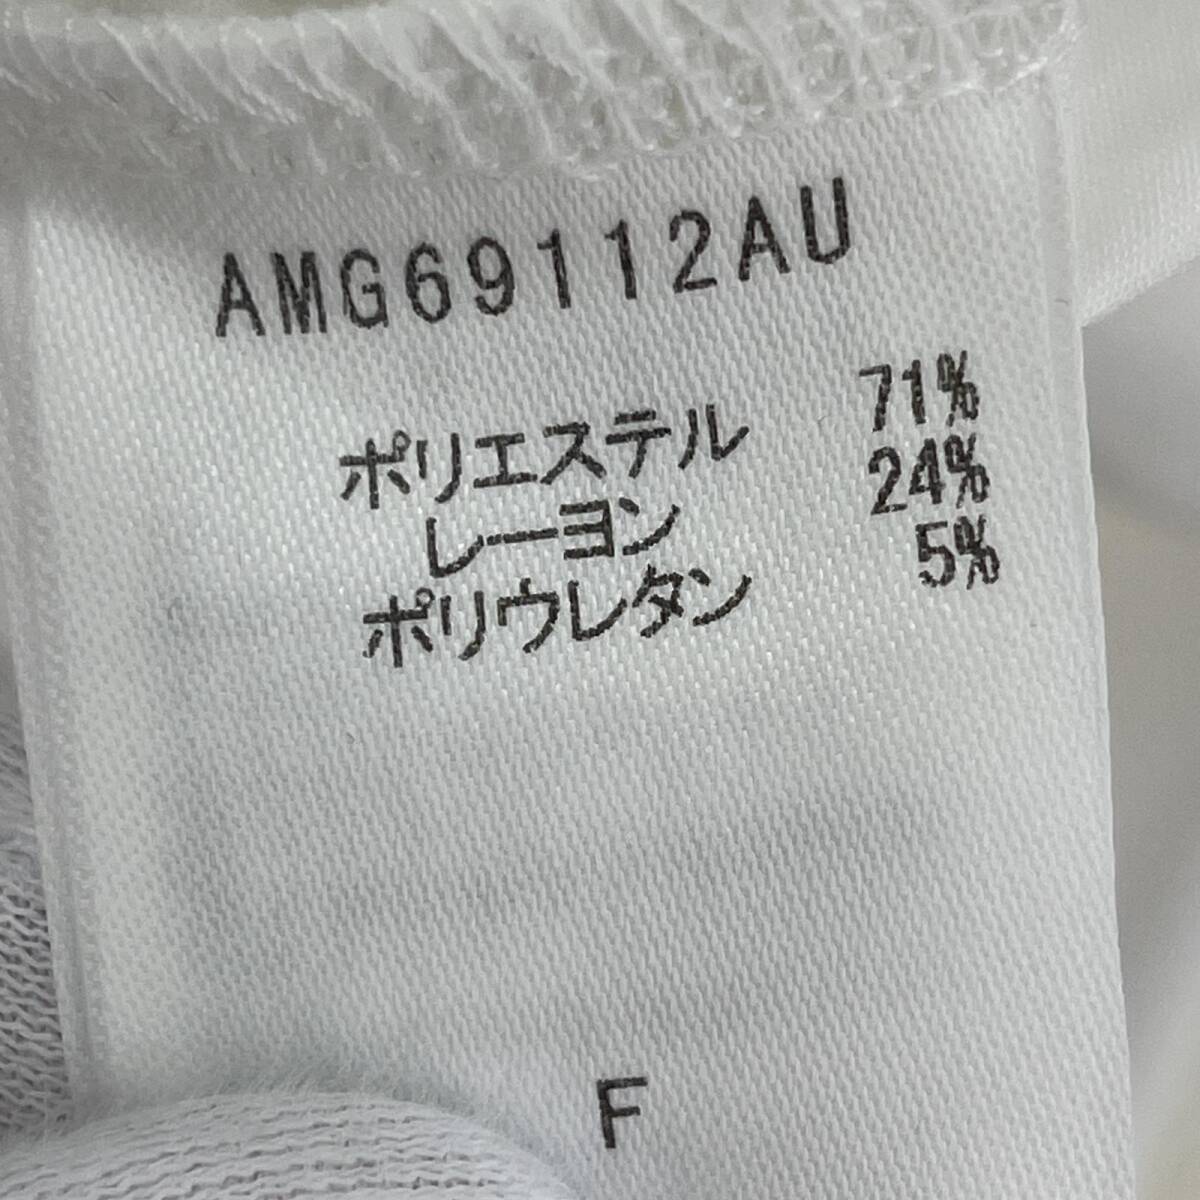 AMG69112AU
ポリエステル 71%
レーヨン 24%
ポリウレタン 5%
F